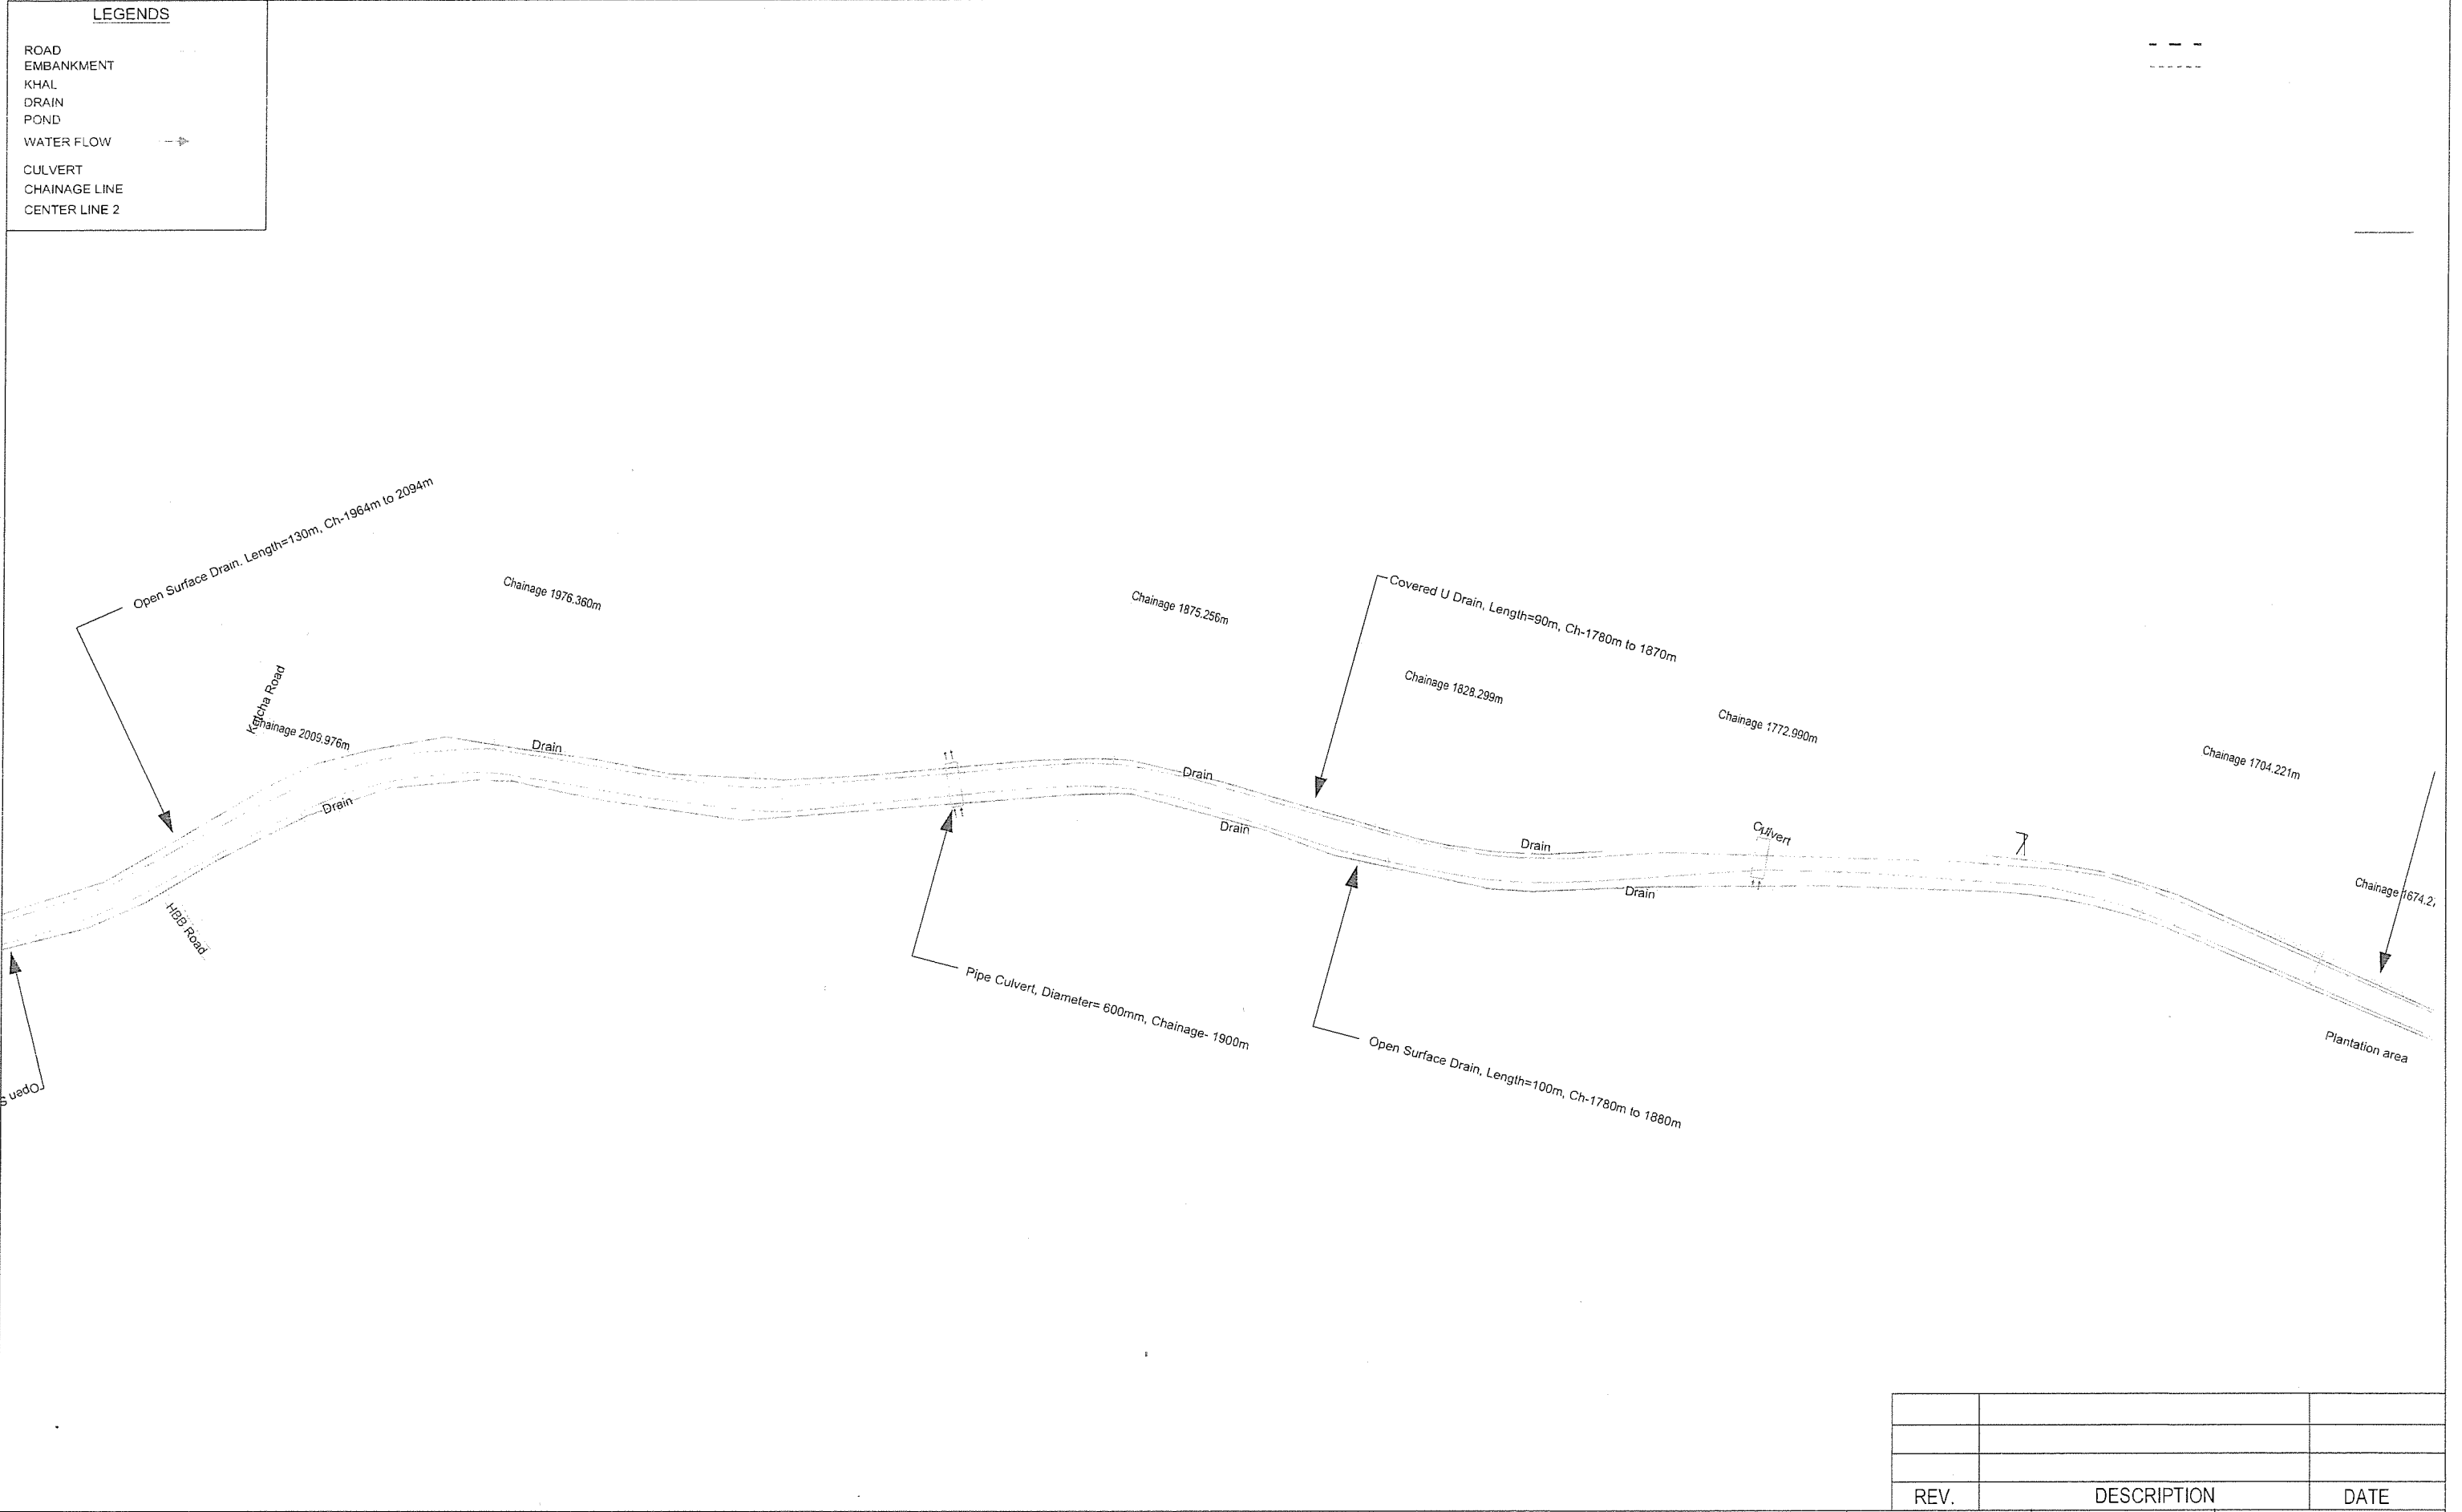 LEGENDS
ROAD
EMBANKMENT
KHAL
DRAIN
POND
WATER FLOW
CULVERT
CHAINAGE LINE
CENTER LINE 2
Open Surface Drain. Length=130m, Ch-1964m to 2094m
Chainage 1976.360m
Chainage 1875.256m
Covered U Drain, Length=90m, Ch-1780m to 1870m
Chainage 1828.299m
Katcha Road
Chainage 2009.976m
Chainage 1772.990m
Chainage 1704.221m
Drain
Drain
Drain
Drain
Drain
Culvert
Drain
Chainage 1674.27
HBB Road
Pipe Culvert, Diameter= 600mm, Chainage- 1900m
Open Surface Drain, Length=100m, Ch-1780m to 1880m
Plantation area
Open S
REV. DESCRIPTION DATE